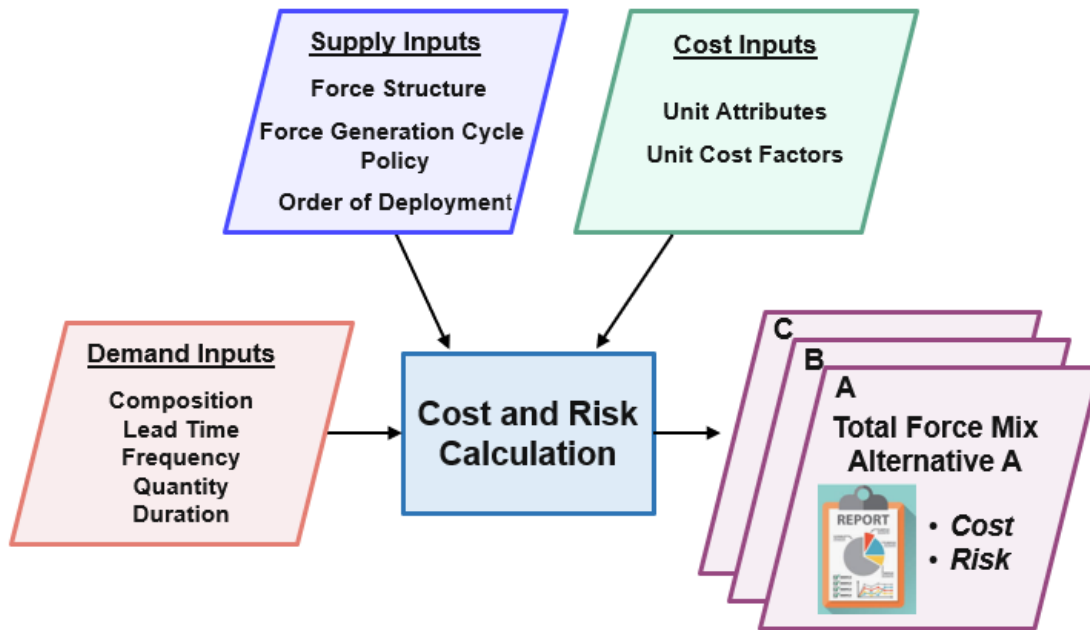 Supply Inputs
Force Structure
Force Generation Cycle
Policy
Order of Deployment
Cost Inputs
Unit Attributes
Unit Cost Factors
Demand Inputs
Composition
Lead Time
Frequency
Quantity
Duration
Cost and Risk
Calculation
C
B
A
Total Force Mix
Alternative A
REPORT
• Cost
• Risk